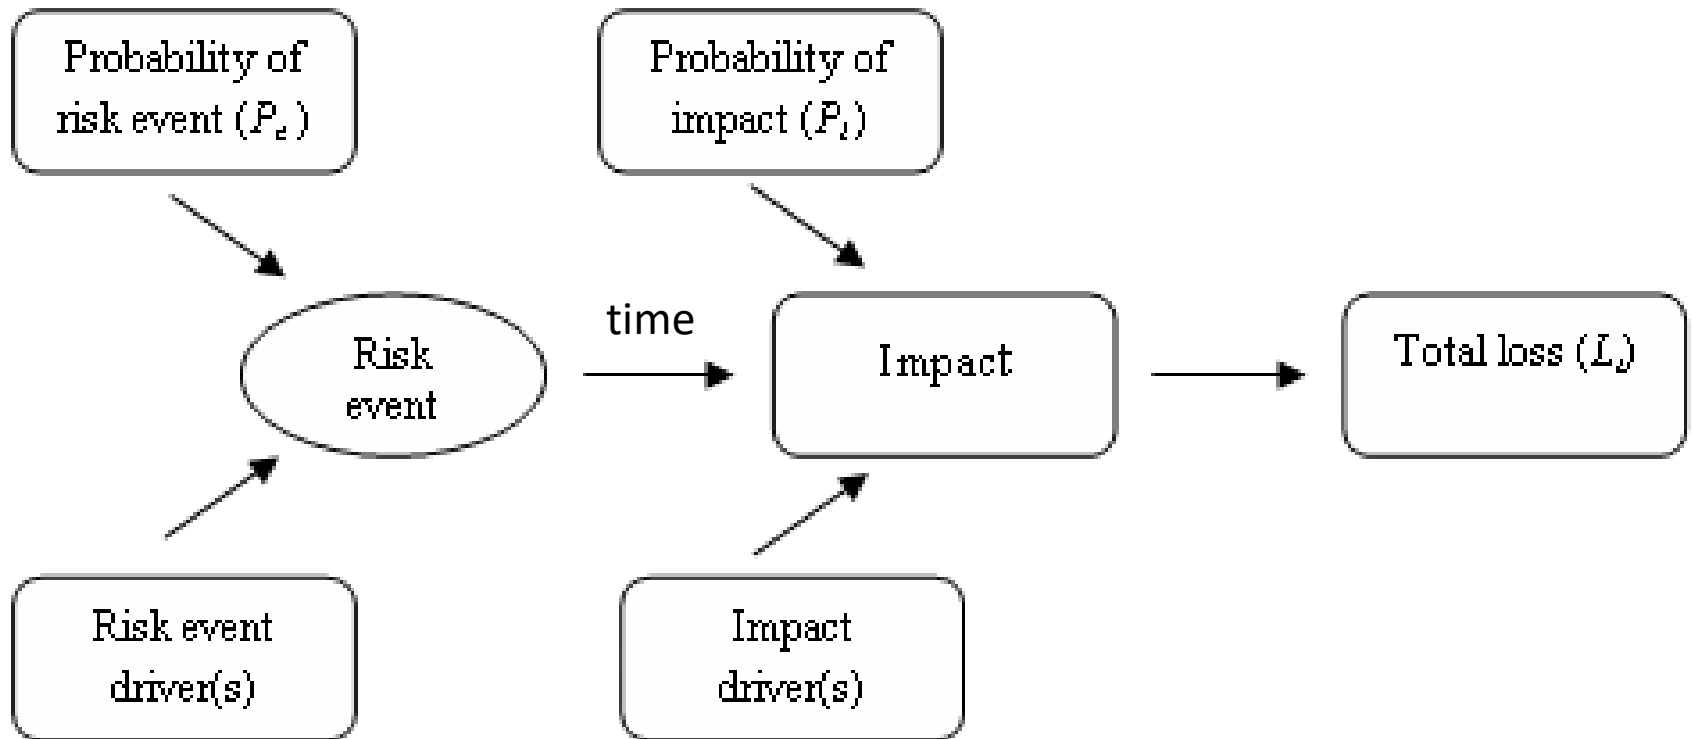 Probability of
risk event (Pe)
Probability of
impact (Pi)
Risk
event
time
Impact
Total loss (Lt)
Risk event
driver(s)
Impact
driver(s)